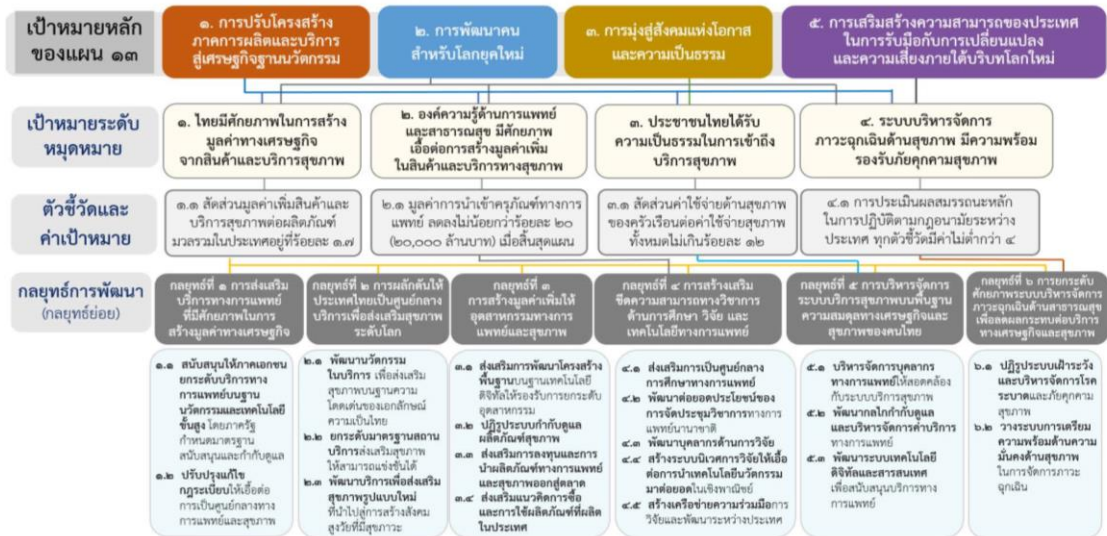 เป้าหมายหลัก
ของแผน ๑๓
๑. การปรับโครงสร้าง
ภาคการผลิตและบริการ
สู่เศรษฐกิจฐานนวัตกรรม
๒. การพัฒนาคน
สำหรับโลกยุคใหม่
๓. การมุ่งสู่สังคมแห่งโอกาส
และความเป็นธรรม
๕. การเสริมสร้างความสามารถของประเทศ
ในการรับมือกับการเปลี่ยนแปลง
และความเสี่ยงภายใต้บริบทโลกใหม่
เป้าหมายระดับ
หมุดหมาย
๑. ไทยมีศักยภาพในการสร้าง
มูลค่าทางเศรษฐกิจ
จากสินค้าและบริการสุขภาพ
๒. องค์ความรู้ด้านการแพทย์
และสาธารณสุข มีศักยภาพ
เอื้อต่อการสร้างมูลค่าเพิ่ม
ในสินค้าและบริการทางสุขภาพ
๓. ประชาชนไทยได้รับ
ความเป็นธรรมในการเข้าถึง
บริการสุขภาพ
๔. ระบบบริหารจัดการ
ภาวะฉุกเฉินด้านสุขภาพ มีความพร้อม
รองรับภัยคุกคามสุขภาพ
ตัวชี้วัดและ
ค่าเป้าหมาย
๑.๑ สัดส่วนมูลค่าเพิ่มสินค้าและ
บริการสุขภาพต่อผลิตภัณฑ์
มวลรวมในประเทศอยู่ที่ร้อยละ ๑.๗
๒.๑ มูลค่าการนำเข้าครุภัณฑ์ทางการ
แพทย์ ลดลงไม่น้อยกว่าร้อยละ ๒๐
(๒๐,๐๐๐ ล้านบาท) เมื่อสิ้นสุดแผน
๓.๑ สัดส่วนค่าใช้จ่ายด้านสุขภาพ
ของครัวเรือนต่อค่าใช้จ่ายสุขภาพ
ทั้งหมดไม่เกินร้อยละ ๑๒
๔.๑ การประเมินผลสมรรถนะหลัก
ในการปฏิบัติตามกฎอนามัยระหว่าง
ประเทศ ทุกตัวชี้วัดมีค่าไม่ต่ำกว่า ๔
กลยุทธ์การพัฒนา
(กลยุทธ์ย่อย)
กลยุทธ์ที่ ๑ การส่งเสริม
บริการทางการแพทย์
ที่มีศักยภาพในการ
สร้างมูลค่าทางเศรษฐกิจ
กลยุทธ์ที่ ๒ การผลักดันให้
ประเทศไทยเป็นศูนย์กลาง
บริการเพื่อส่งเสริมสุขภาพ
ระดับโลก
กลยุทธ์ที่ ๓
การสร้างมูลค่าเพิ่มให้
อุตสาหกรรมทางการ
แพทย์และสุขภาพ
กลยุทธ์ที่ ๔ การสร้างเสริม
ขีดความสามารถทางวิชาการ
ด้านการศึกษา วิจัย และ
เทคโนโลยีทางการแพทย์
กลยุทธ์ที่ ๕ การบริหารจัดการ
ระบบบริการสุขภาพบนพื้นฐาน
ความสมดุลทางเศรษฐกิจและ
สุขภาพของคนไทย
กลยุทธ์ที่ ๖ การยกระดับ
ศักยภาพระบบบริหารจัดการ
ภาวะฉุกเฉินด้านสาธารณสุข
เพื่อลดผลกระทบต่อบริการ
ทางเศรษฐกิจและสุขภาพ
๑.๑ สนับสนุนให้ภาคเอกชน
ยกระดับบริการทาง
การแพทย์บนฐาน
นวัตกรรมและเทคโนโลยี
ขั้นสูง โดยภาครัฐ
กำหนดมาตรฐาน
สนับสนุนและกำกับดูแล
๑.๒ ปรับปรุงแก้ไข
กฎระเบียบให้เอื้อต่อ
การเป็นศูนย์กลางทาง
การแพทย์และสุขภาพ
๒.๑ พัฒนานวัตกรรม
ในบริการ เพื่อส่งเสริม
สุขภาพบนฐานความ
โดดเด่นของเอกลักษณ์
ความเป็นไทย
๒.๒ ยกระดับมาตรฐานสถาน
บริการส่งเสริมสุขภาพ
ให้สามารถแข่งขันได้
๒.๓ พัฒนาบริการเพื่อส่งเสริม
สุขภาพรูปแบบใหม่
ที่นำไปสู่การสร้างสังคม
สูงวัยที่มีสุขภาวะ
๓.๑ ส่งเสริมการพัฒนาโครงสร้าง
พื้นฐานบนฐานเทคโนโลยี
ดิจิทัลให้รองรับการยกระดับ
อุตสาหกรรม
๓.๒ ปฏิรูประบบกำกับดูแล
ผลิตภัณฑ์สุขภาพ
๓.๓ ส่งเสริมการลงทุนและการ
นำผลิตภัณฑ์ทางการแพทย์
และสุขภาพออกสู่ตลาด
๓.๔ ส่งเสริมแนวคิดการซื้อ
และการใช้ผลิตภัณฑ์ที่ผลิต
ในประเทศ
๔.๑ ส่งเสริมการเป็นศูนย์กลาง
การศึกษาทางการแพทย์
๔.๒ พัฒนาต่อยอดประโยชน์ของ
การจัดประชุมวิชาการทางการ
แพทย์นานาชาติ
๔.๓ พัฒนาบุคลากรด้านการวิจัย
๔.๔ สร้างระบบนิเวศการวิจัยให้เอื้อ
ต่อการนำเทคโนโลยีนวัตกรรม
มาต่อยอดในเชิงพาณิชย์
๔.๕ สร้างเครือข่ายความร่วมมือการ
วิจัยและพัฒนาระหว่างประเทศ
๕.๑ บริหารจัดการบุคลากร
ทางการแพทย์ให้สอดคล้อง
กับระบบบริการสุขภาพ
๕.๒ พัฒนากลไกกำกับดูแล
และบริหารจัดการค่าบริการ
ทางการแพทย์
๕.๓ พัฒนาระบบเทคโนโลยี
ดิจิทัลและสารสนเทศ
เพื่อสนับสนุนบริการทาง
การแพทย์
๖.๑ ปฏิรูประบบเฝ้าระวัง
และบริหารจัดการโรค
ระบาดและภัยคุกคาม
สุขภาพ
๖.๒ วางระบบการเตรียม
ความพร้อมด้านความ
มั่นคงด้านสุขภาพ
ในการจัดการภาวะ
ฉุกเฉิน